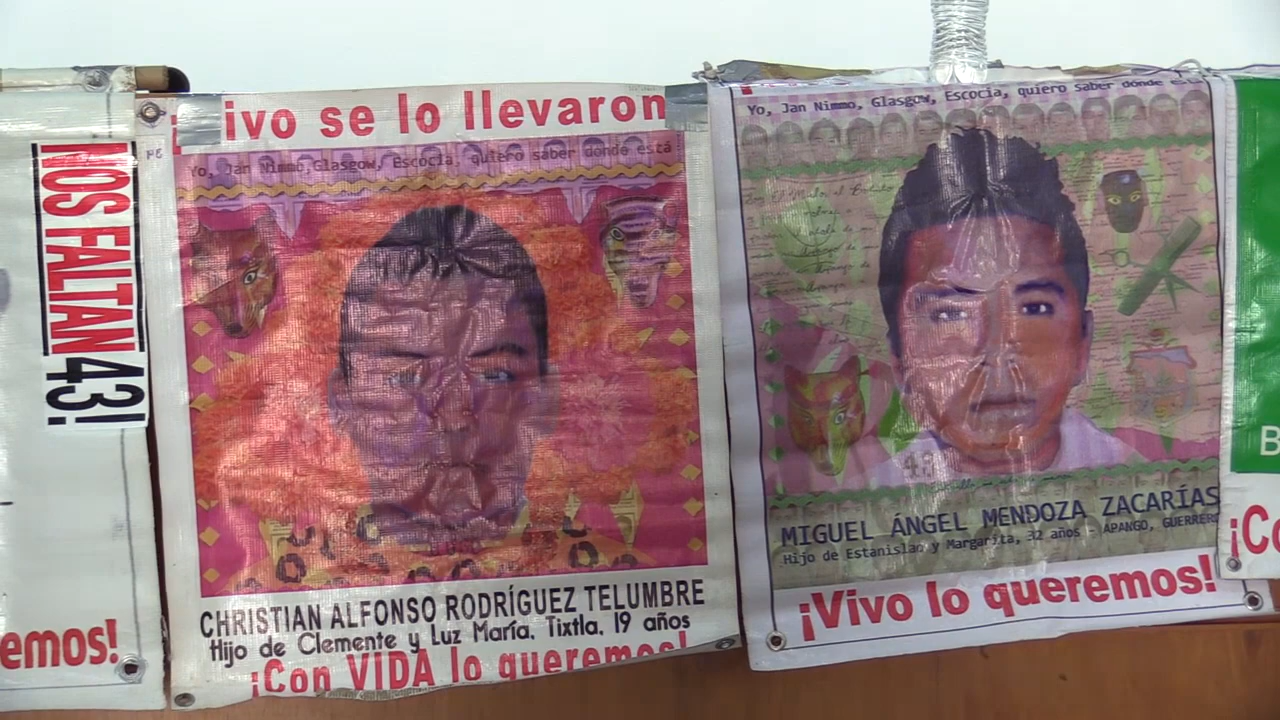 NOS FALTAN 43!
emos!
ivo se lo llevaron
Yo, Jan Nimmo, Glasgow, Escocia, quiero saber dónde está
CHRISTIAN ALFONSO RODRÍGUEZ TELUMBRE
Hijo de Clemente y Luz María, Tixtla, 19 años
¡Con VIDA lo queremos!
Yo, Jan Nimmo, Glasgow, Escocia, quiero saber dónde
43
MIGUEL ÁNGEL MENDOZA ZACARÍAS
Hijo de Estanislao y Margarita, 32 años - APANGO, GUERRERO
¡Vivo lo queremos!
B
¡Co